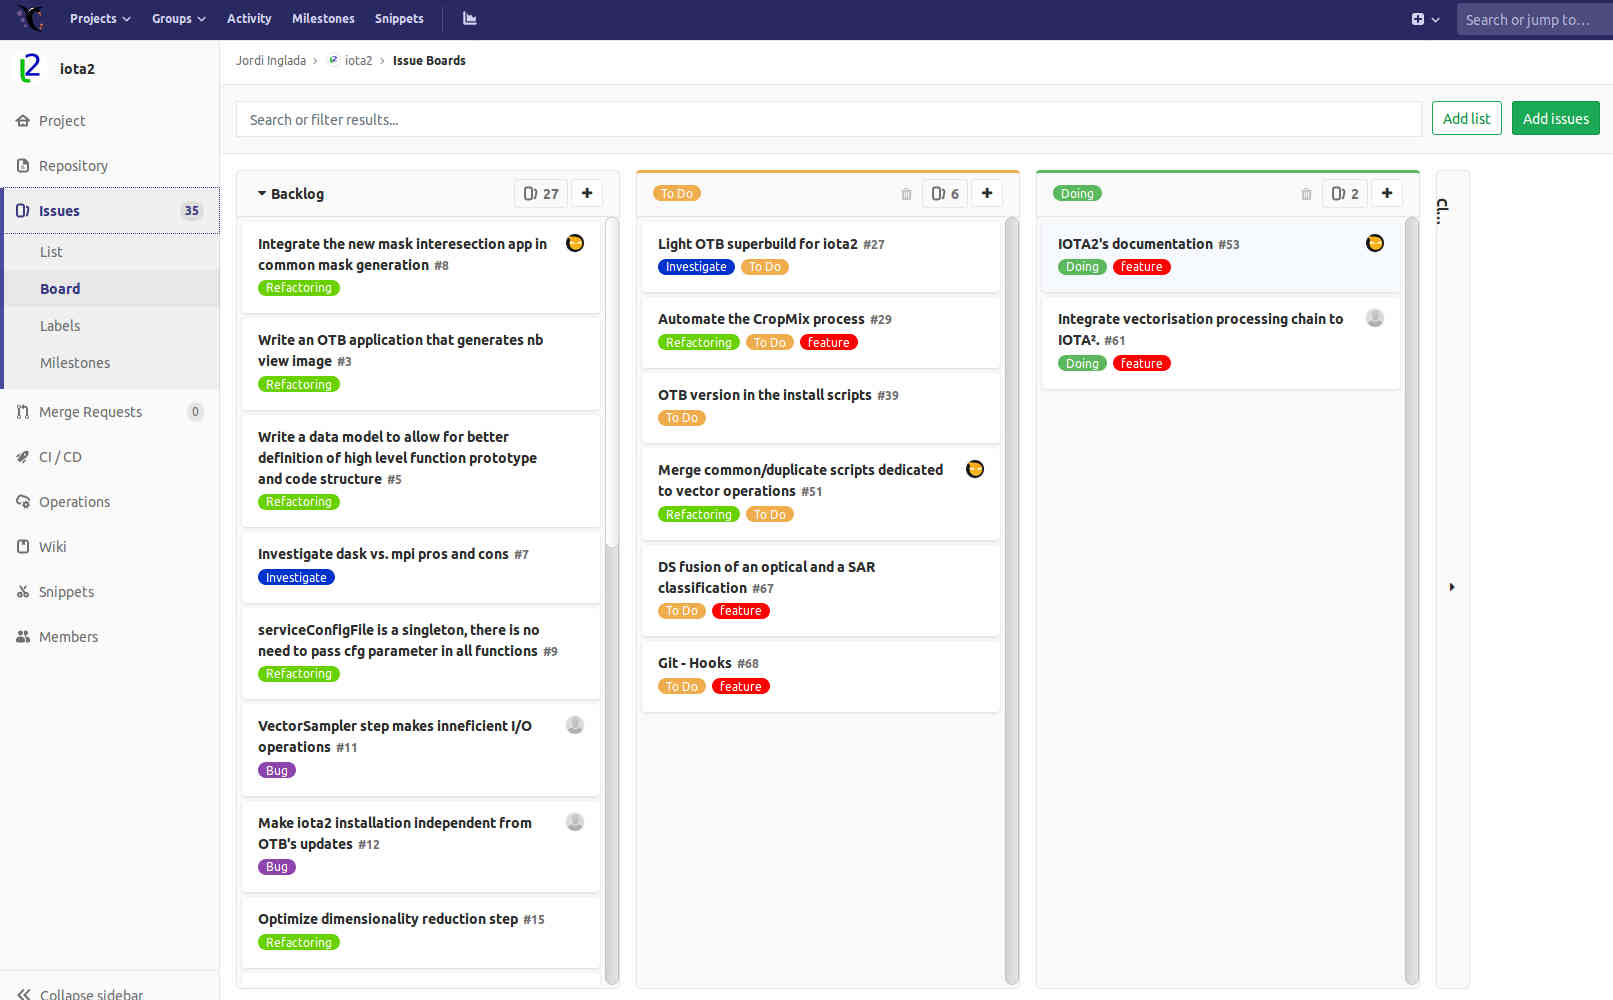 Projects Groups Activity Milestones Snippets
Search or jump to...
iota2
Jordi Inglada › iota2 › Issue Boards
Project
Repository
Issues 35
List
Board
Labels
Milestones
Merge Requests 0
CI / CD
Operations
Wiki
Snippets
Members
Collapse sidebar
Search or filter results...
Add list
Add issues
Backlog 27
Integrate the new mask interesection app in
common mask generation #8
Refactoring
Write an OTB application that generates nb
view image #3
Refactoring
Write a data model to allow for better
definition of high level function prototype
and code structure #5
Refactoring
Investigate dask vs. mpi pros and cons #7
Investigate
serviceConfigFile is a singleton, there is no
need to pass cfg parameter in all functions #9
Refactoring
VectorSampler step makes inneficient I/O
operations #11
Bug
Make iota2 installation independent from
OTB's updates #12
Bug
Optimize dimensionality reduction step #15
Refactoring
To Do 6
Light OTB superbuild for iota2 #27
Investigate To Do
Automate the CropMix process #29
Refactoring To Do feature
OTB version in the install scripts #39
To Do
Merge common/duplicate scripts dedicated
to vector operations #51
Refactoring To Do
DS fusion of an optical and a SAR
classification #67
To Do feature
Git - Hooks #68
To Do feature
Doing 2
IOTA2's documentation #53
Doing feature
Integrate vectorisation processing chain to
IOTA². #61
Doing feature
Cl...